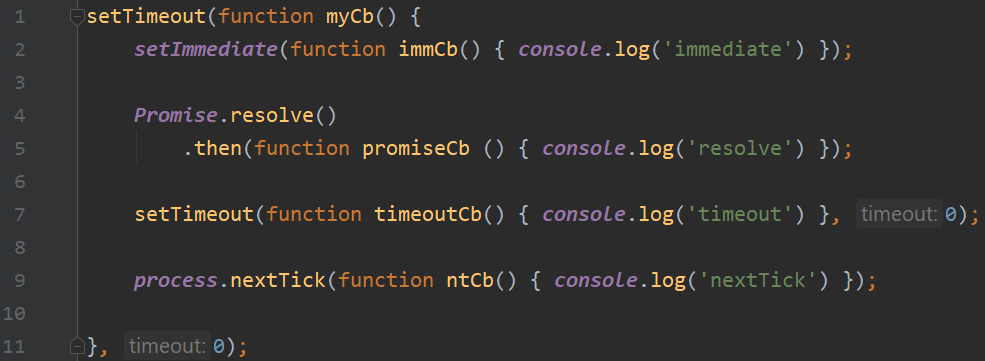 1 setTimeout(function myCb() {
2     setImmediate(function immCb() { console.log('immediate') });
3
4     Promise.resolve()
5         .then(function promiseCb () { console.log('resolve') });
6
7     setTimeout(function timeoutCb() { console.log('timeout') }, timeout: 0);
8
9     process.nextTick(function ntCb() { console.log('nextTick') });
10
11 }, timeout: 0);